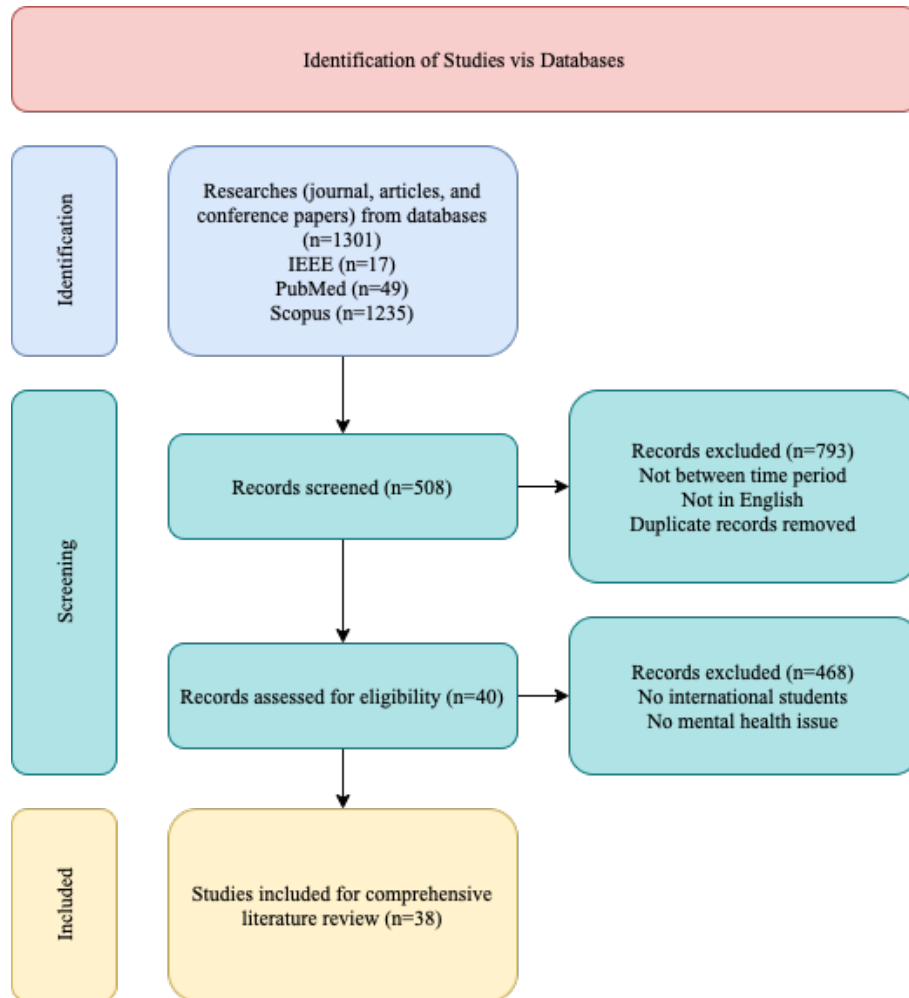 Identification of Studies vis Databases
Identification
Researches (journal, articles, and
conference papers) from databases
(n=1301)
IEEE (n=17)
PubMed (n=49)
Scopus (n=1235)
Screening
Records screened (n=508)
Records excluded (n=793)
Not between time period
Not in English
Duplicate records removed
Records assessed for eligibility (n=40)
Records excluded (n=468)
No international students
No mental health issue
Included
Studies included for comprehensive
literature review (n=38)